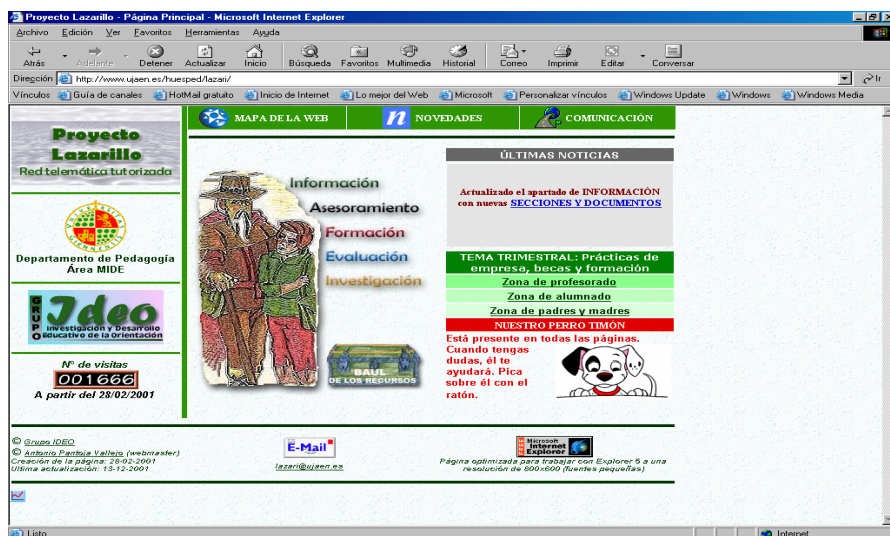 Proyecto Lazarillo - Página Principal - Microsoft Internet Explorer
Archivo Edición Ver Favoritos Herramientas Ayuda
Atrás Adelante Detener Actualizar Inicio Búsqueda Favoritos Multimedia Historial Correo Imprimir Editar Conversar
Dirección http://www.ujaen.es/huesped/lazari/ Ir
Vínculos Guía de canales HotMail gratuito Inicio de Internet Lo mejor del Web Microsoft Personalizar vínculos Windows Update Windows Windows Media
MAPA DE LA WEB NOVEDADES COMUNICACIÓN
Proyecto
Lazarillo
Red telemática tutorizada
Departamento de Pedagogía
Área MIDE
GRUPO Ideo
Investigación y Desarrollo
Educativo de la Orientación
Nº de visitas
001666
A partir del 28/02/2001
Información
Asesoramiento
Formación
Evaluación
Investigación
BAUL
DE LOS RECURSOS
ÚLTIMAS NOTICIAS
Actualizado el apartado de INFORMACIÓN
con nuevas SECCIONES Y DOCUMENTOS
TEMA TRIMESTRAL: Prácticas de
empresa, becas y formación
Zona de profesorado
Zona de alumnado
Zona de padres y madres
NUESTRO PERRO TIMÓN
Está presente en todas las páginas.
Cuando tengas
dudas, él te
ayudará. Pica
sobre él con el
ratón.
© Grupo IDEO
© Antonio Pantoja Vallejo (webmaster)
Creación de la página: 28-02-2001
Ultima actualización: 13-12-2001
E-Mail
lazari@ujaen.es
Microsoft
Internet
Explorer
Página optimizada para trabajar con Explorer 5 a una
resolución de 800x600 (fuentes pequeñas)
Listo Internet